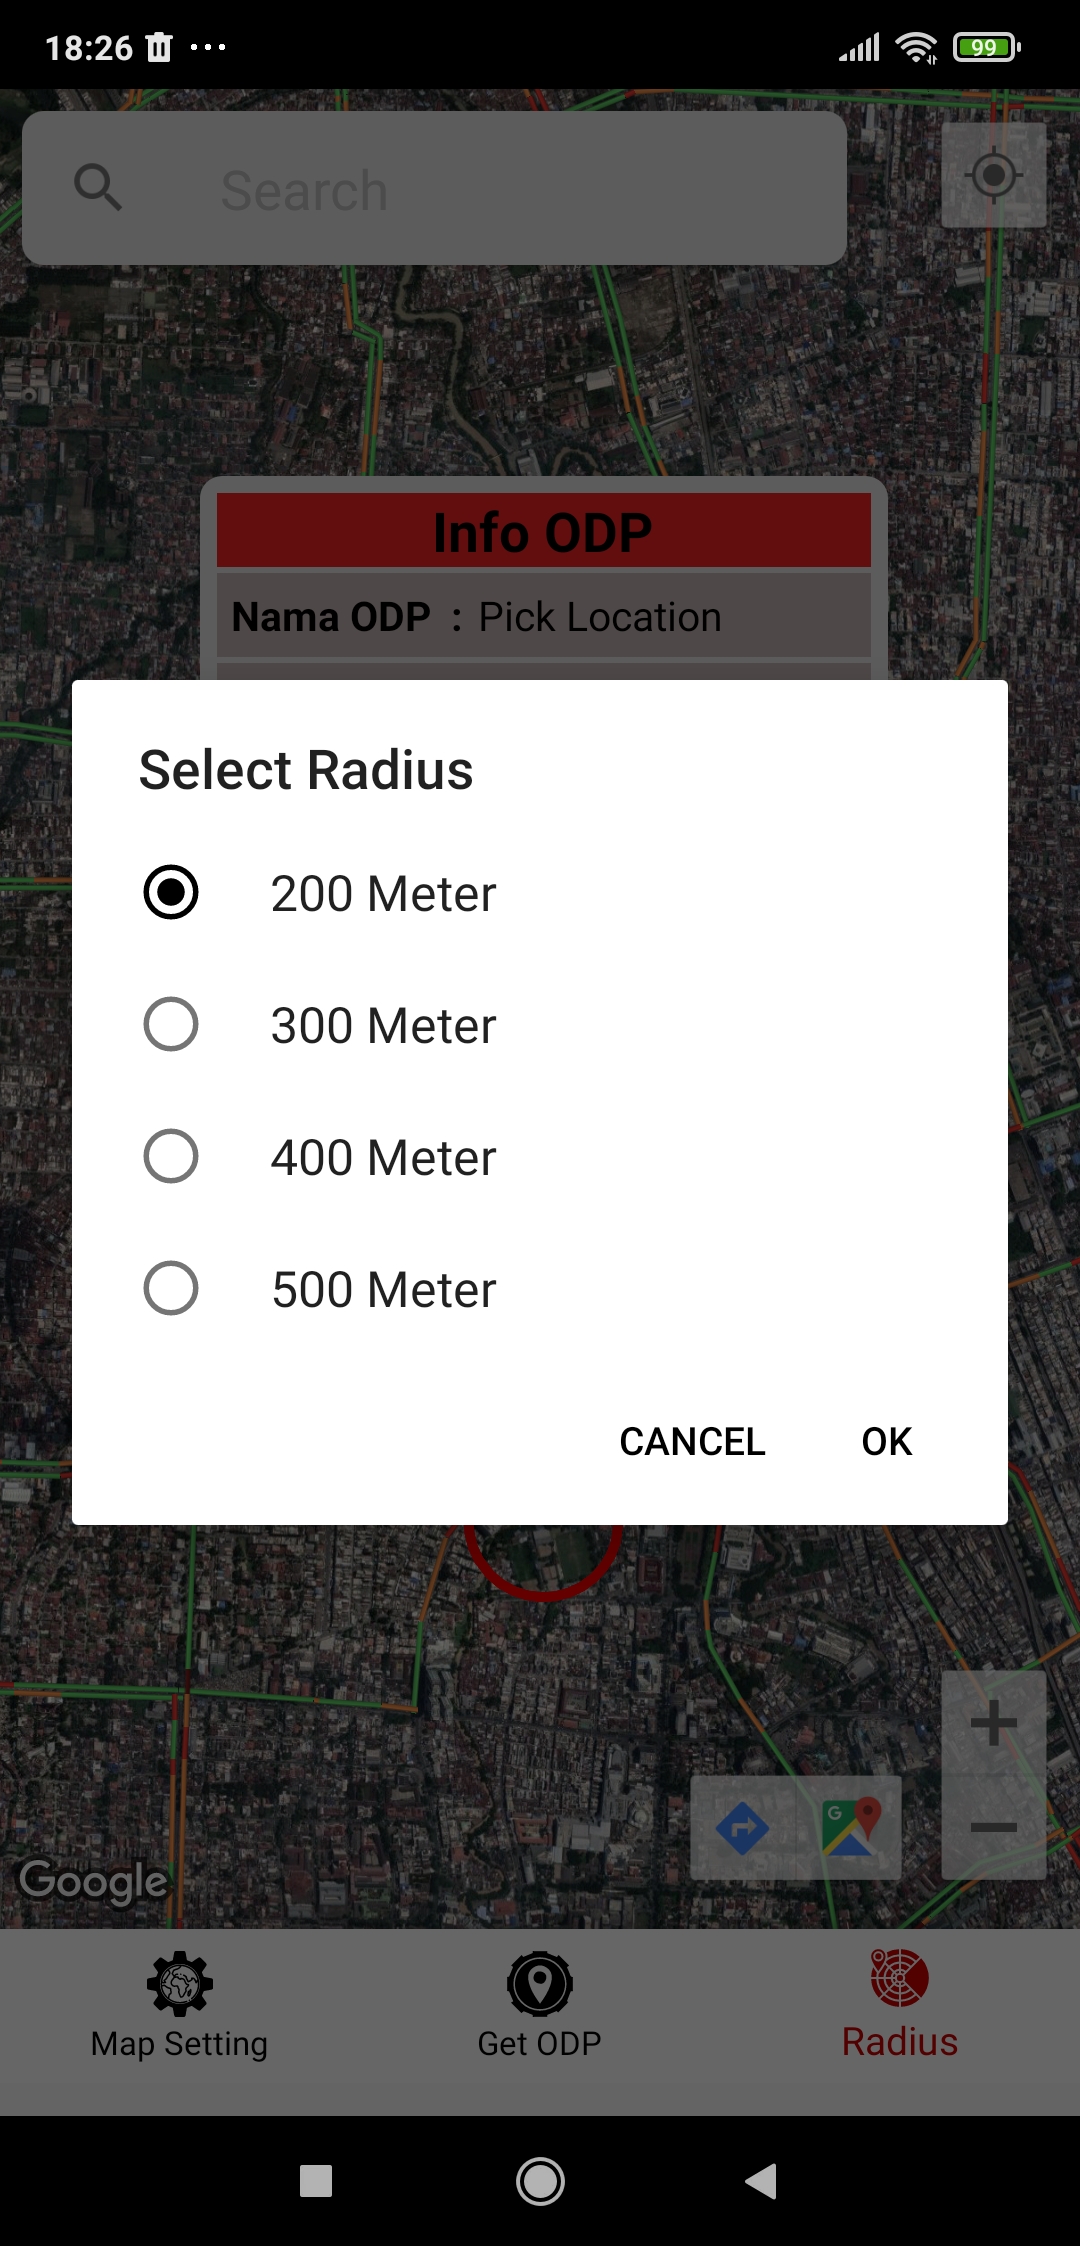 18:26
99
Search
Info ODP
Nama ODP : Pick Location
Select Radius
200 Meter
300 Meter
400 Meter
500 Meter
CANCEL OK
G
Google
Map Setting Get ODP Radius